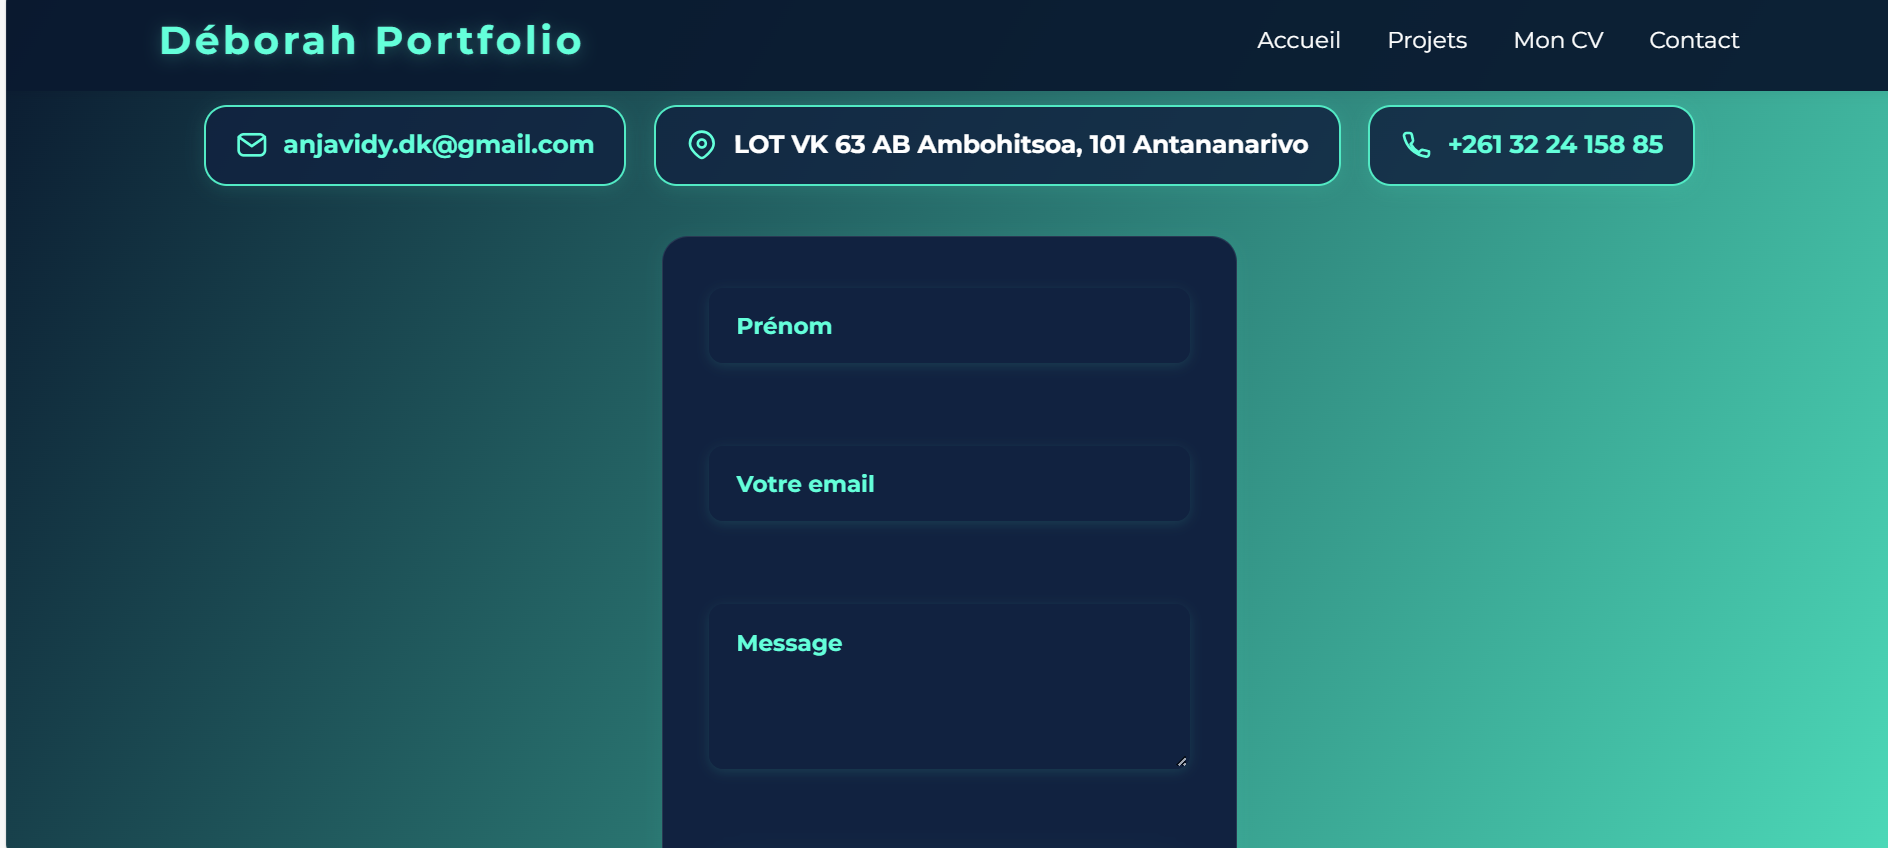 Déborah Portfolio
Accueil Projets Mon CV Contact
anjavidy.dk@gmail.com
LOT VK 63 AB Ambohitsoa, 101 Antananarivo
+261 32 24 158 85
Prénom
Votre email
Message